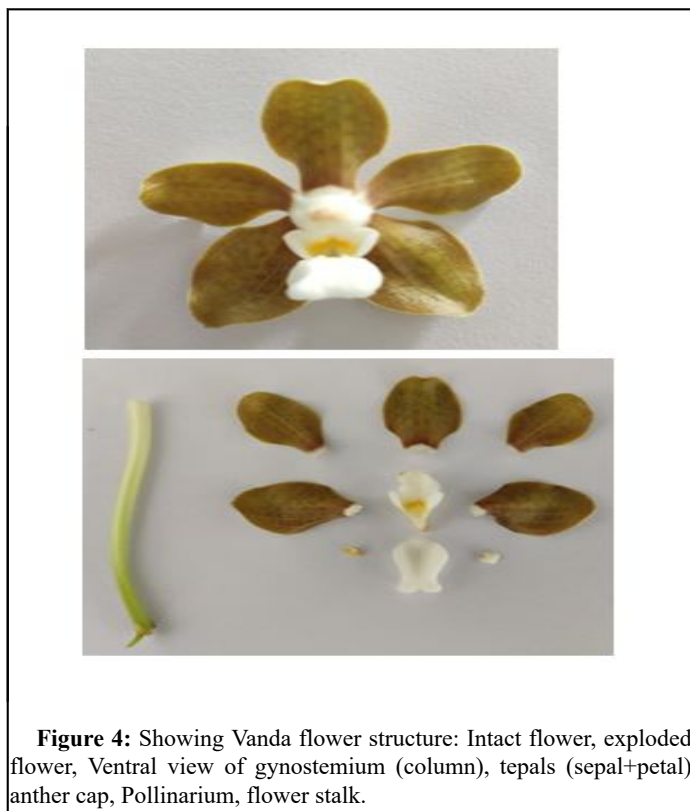 Figure 4: Showing Vanda flower structure: Intact flower, exploded
flower, Ventral view of gynostemium (column), tepals (sepal+petal)
anther cap, Pollinarium, flower stalk.